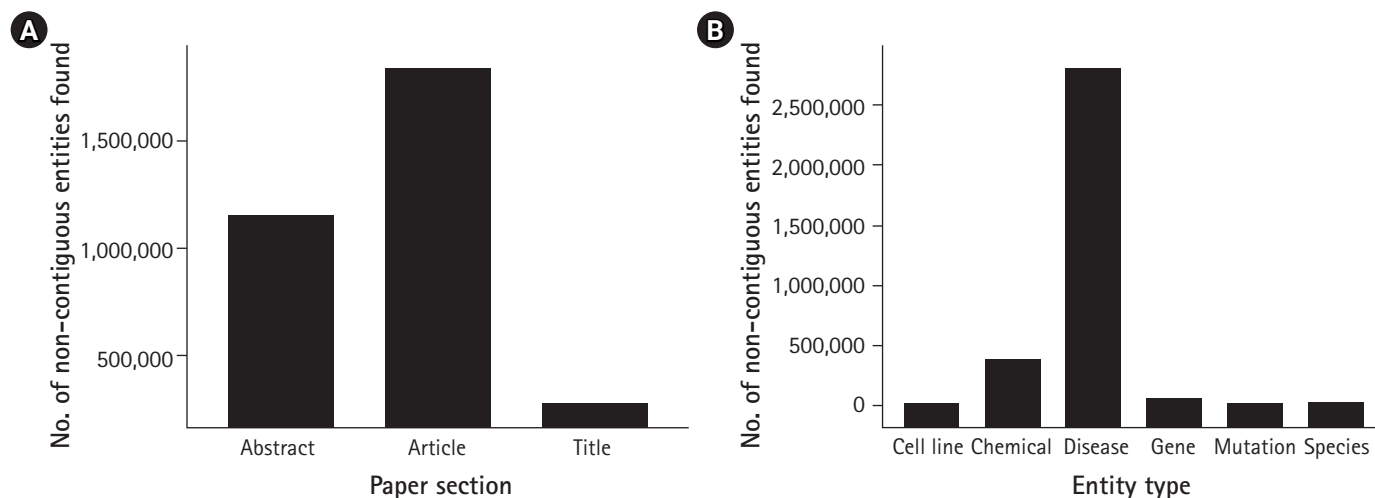 A
No. of non-contiguous entities found
1,500,000
1,000,000
500,000
Abstract Article Title
Paper section
B
No. of non-contiguous entities found
2,500,000
2,000,000
1,500,000
1,000,000
500,000
0
Cell line Chemical Disease Gene Mutation Species
Entity type